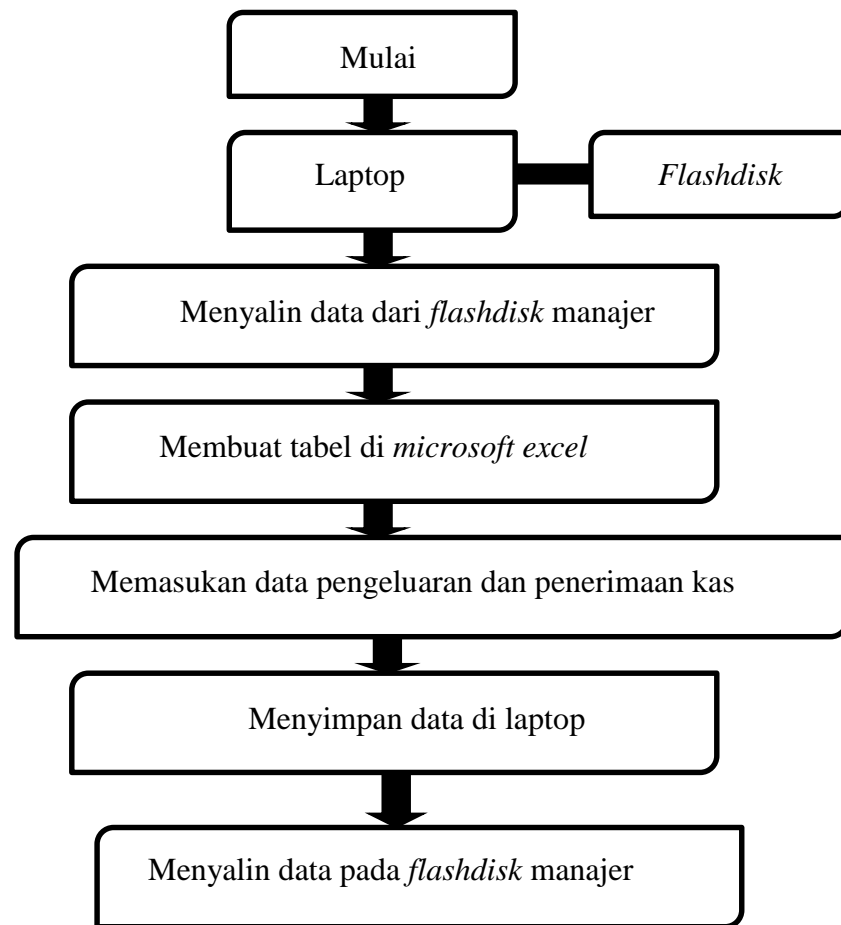 Mulai
Laptop
Flashdisk
Menyalin data dari flashdisk manajer
Membuat tabel di microsoft excel
Memasukan data pengeluaran dan penerimaan kas
Menyimpan data di laptop
Menyalin data pada flashdisk manajer